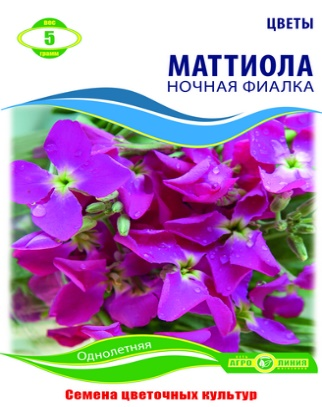 вес
5
грамм
ЦВЕТЫ
МАТТИОЛА
НОЧНАЯ ФИАЛКА
Однолетняя
АГРО ЛИНИЯ
Семена цветочных культур